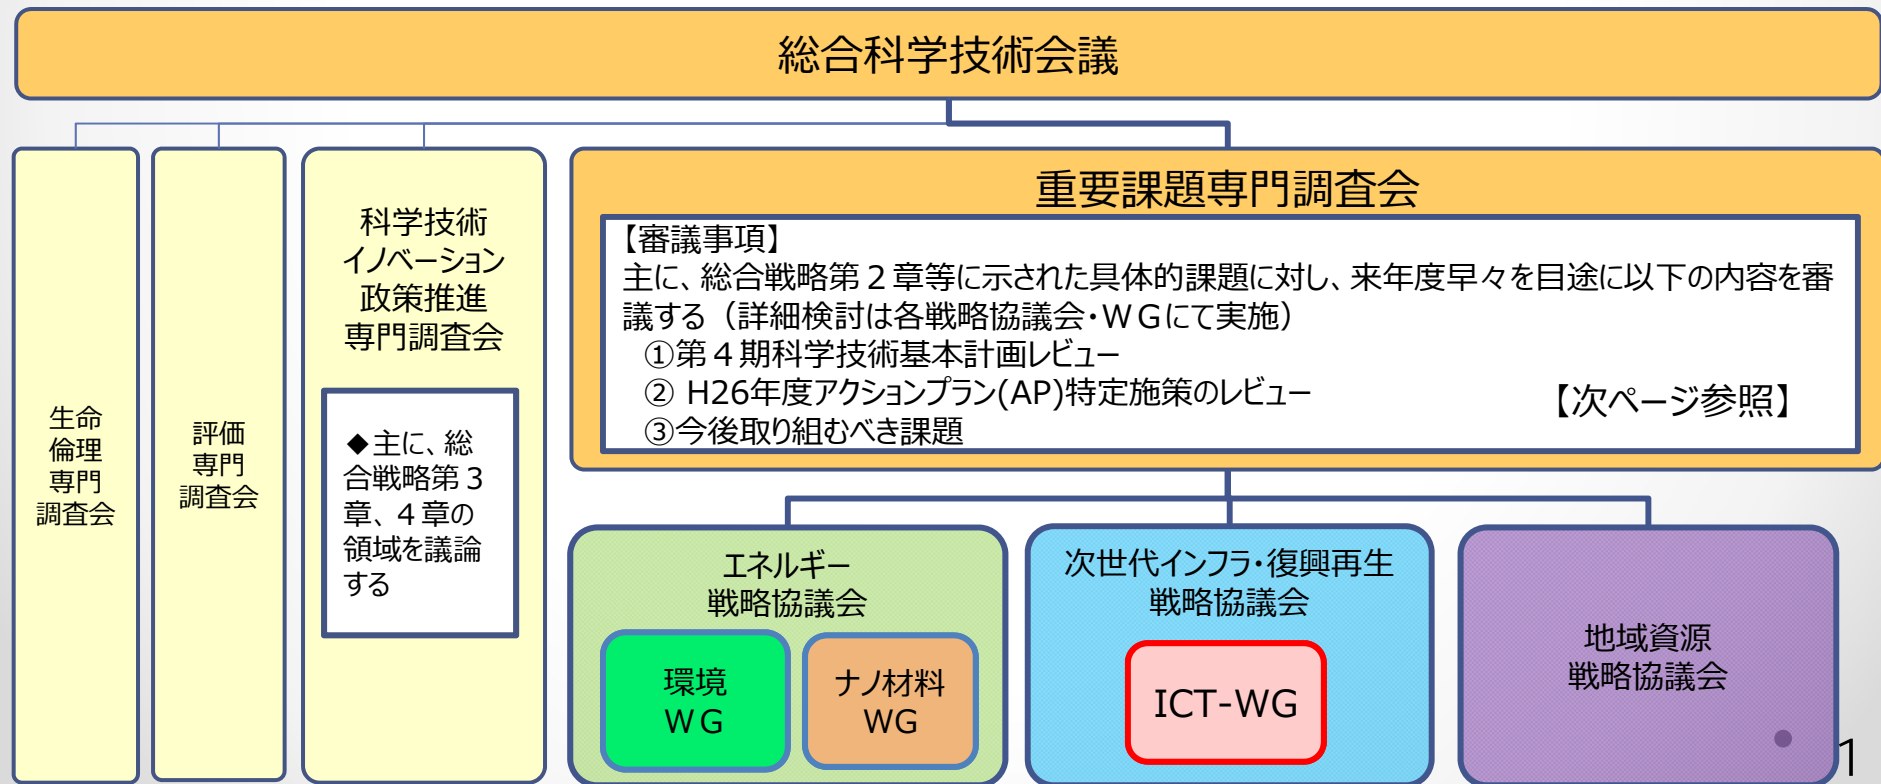 総合科学技術会議
生命
倫理
専門
調査会
評価
専門
調査会
科学技術
イノベーション
政策推進
専門調査会
◆主に、総
合戦略第3
章、4章の
領域を議論
する
重要課題専門調査会
【審議事項】
主に、総合戦略第2章等に示された具体的課題に対し、来年度早々を目途に以下の内容を審
議する（詳細検討は各戦略協議会・WGにて実施）
①第4期科学技術基本計画レビュー
② H26年度アクションプラン(AP)特定施策のレビュー
③今後取り組むべき課題
【次ページ参照】
エネルギー
戦略協議会
環境
WG
ナノ材料
WG
次世代インフラ・復興再生
戦略協議会
ICT-WG
地域資源
戦略協議会
1